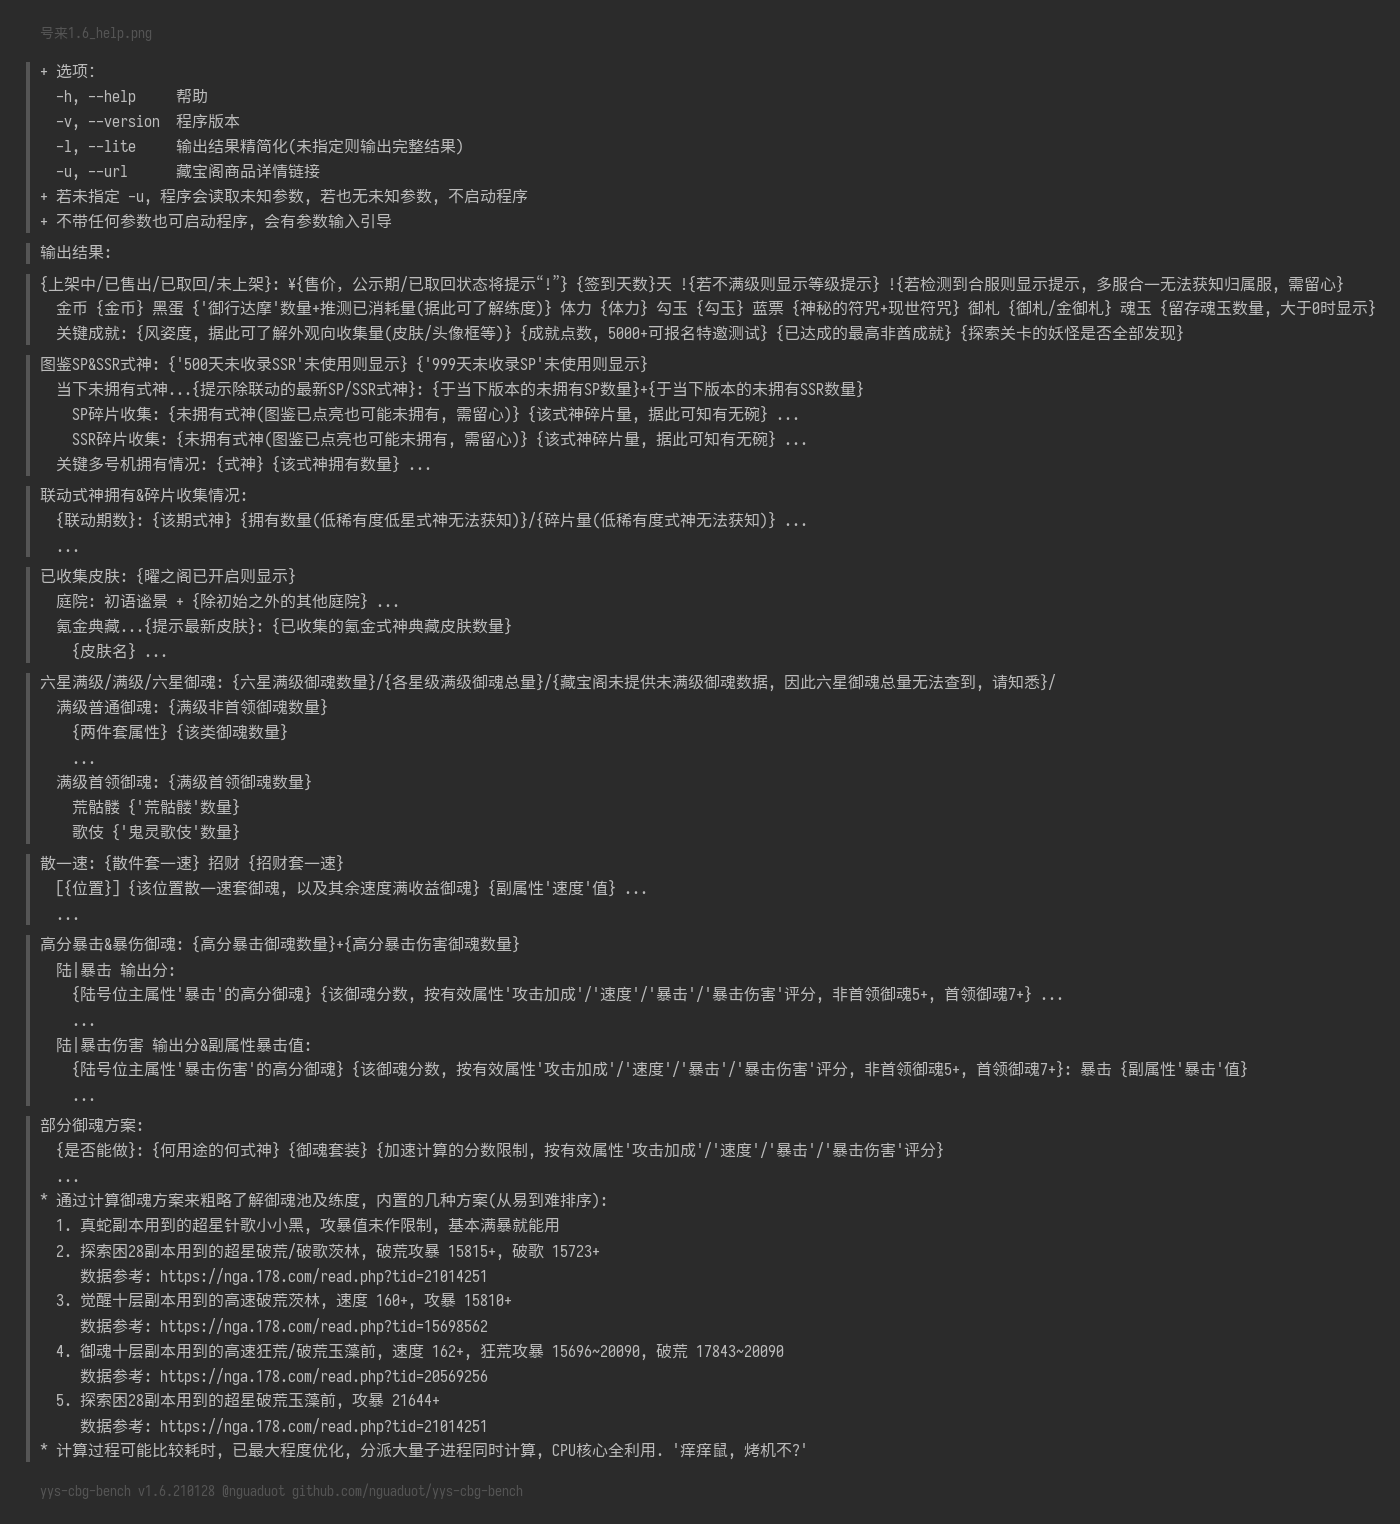 号来1.6_help.png
+ 选项:
-h, --help 帮助
-v, --version 程序版本
-l, --lite 输出结果精简化(未指定则输出完整结果)
-u, --url 藏宝阁商品详情链接
+ 若未指定 -u, 程序会读取未知参数, 若也无未知参数, 不启动程序
+ 不带任何参数也可启动程序, 会有参数输入引导
输出结果:
{上架中/已售出/已取回/未上架}: ¥{售价, 公示期/已取回状态将提示“!”} {签到天数}天 !{若不满级则显示等级提示} !{若检测到合服则显示提示, 多服合一无法获知归属服, 需留心}
金币 {金币} 黑蛋 {'御行达摩'数量+推测已消耗量(据此可了解练度)} 体力 {体力} 勾玉 {勾玉} 蓝票 {神秘的符咒+现世符咒} 御札 {御札/金御札} 魂玉 {留存魂玉数量, 大于0时显示}
关键成就: {风姿度, 据此可了解外观向收集量(皮肤/头像框等)} {成就点数, 5000+可报名特邀测试} {已达成的最高非酋成就} {探索关卡的妖怪是否全部发现}
图鉴SP&SSR式神: {'500天未收录SSR'未使用则显示} {'999天未收录SP'未使用则显示}
当下未拥有式神...{提示除联动的最新SP/SSR式神}: {于当下版本的未拥有SP数量}+{于当下版本的未拥有SSR数量}
SP碎片收集: {未拥有式神(图鉴已点亮也可能未拥有, 需留心)} {该式神碎片量, 据此可知有无碗} ...
SSR碎片收集: {未拥有式神(图鉴已点亮也可能未拥有, 需留心)} {该式神碎片量, 据此可知有无碗} ...
关键多号机拥有情况: {式神} {该式神拥有数量} ...
联动式神拥有&碎片收集情况:
{联动期数}: {该期式神} {拥有数量(低稀有度低星式神无法获知)}/{碎片量(低稀有度式神无法获知)} ...
...
已收集皮肤: {曜之阁已开启则显示}
庭院: 初语谧景 + {除初始之外的其他庭院} ...
氪金典藏...{提示最新皮肤}: {已收集的氪金式神典藏皮肤数量}
{皮肤名} ...
六星满级/满级/六星御魂: {六星满级御魂数量}/{各星级满级御魂总量}/{藏宝阁未提供未满级御魂数据, 因此六星御魂总量无法查到, 请知悉}/
满级普通御魂: {满级非首领御魂数量}
{两件套属性} {该类御魂数量}
...
满级首领御魂: {满级首领御魂数量}
荒骷髅 {'荒骷髅'数量}
歌伎 {'鬼灵歌伎'数量}
散一速: {散件套一速} 招财 {招财套一速}
[{位置}] {该位置散一速套御魂, 以及其余速度满收益御魂} {副属性'速度'值} ...
...
高分暴击&暴伤御魂: {高分暴击御魂数量}+{高分暴击伤害御魂数量}
陆|暴击 输出分:
{陆号位主属性'暴击'的高分御魂} {该御魂分数, 按有效属性'攻击加成'/'速度'/'暴击'/'暴击伤害'评分, 非首领御魂5+, 首领御魂7+} ...
...
陆|暴击伤害 输出分&副属性暴击值:
{陆号位主属性'暴击伤害'的高分御魂} {该御魂分数, 按有效属性'攻击加成'/'速度'/'暴击'/'暴击伤害'评分, 非首领御魂5+, 首领御魂7+}: 暴击 {副属性'暴击'值}
...
部分御魂方案:
{是否能做}: {何用途的何式神} {御魂套装} {加速计算的分数限制, 按有效属性'攻击加成'/'速度'/'暴击'/'暴击伤害'评分}
...
* 通过计算御魂方案来粗略了解御魂池及练度, 内置的几种方案(从易到难排序):
1. 真蛇副本用到的超星针歌小小黑, 攻暴值未作限制, 基本满暴就能用
2. 探索困28副本用到的超星破荒/破歌茨林, 破荒攻暴 15815+, 破歌 15723+
数据参考: https://nga.178.com/read.php?tid=21014251
3. 觉醒十层副本用到的高速破荒茨林, 速度 160+, 攻暴 15810+
数据参考: https://nga.178.com/read.php?tid=15698562
4. 御魂十层副本用到的高速狂荒/破荒玉藻前, 速度 162+, 狂荒攻暴 15696~20090, 破荒 17843~20090
数据参考: https://nga.178.com/read.php?tid=20569256
5. 探索困28副本用到的超星破荒玉藻前, 攻暴 21644+
数据参考: https://nga.178.com/read.php?tid=21014251
* 计算过程可能比较耗时, 已最大程度优化, 分派大量子进程同时计算, CPU核心全利用. '痒痒鼠, 烤机不?'
yys-cbg-bench v1.6.210128 @nguaduot github.com/nguaduot/yys-cbg-bench